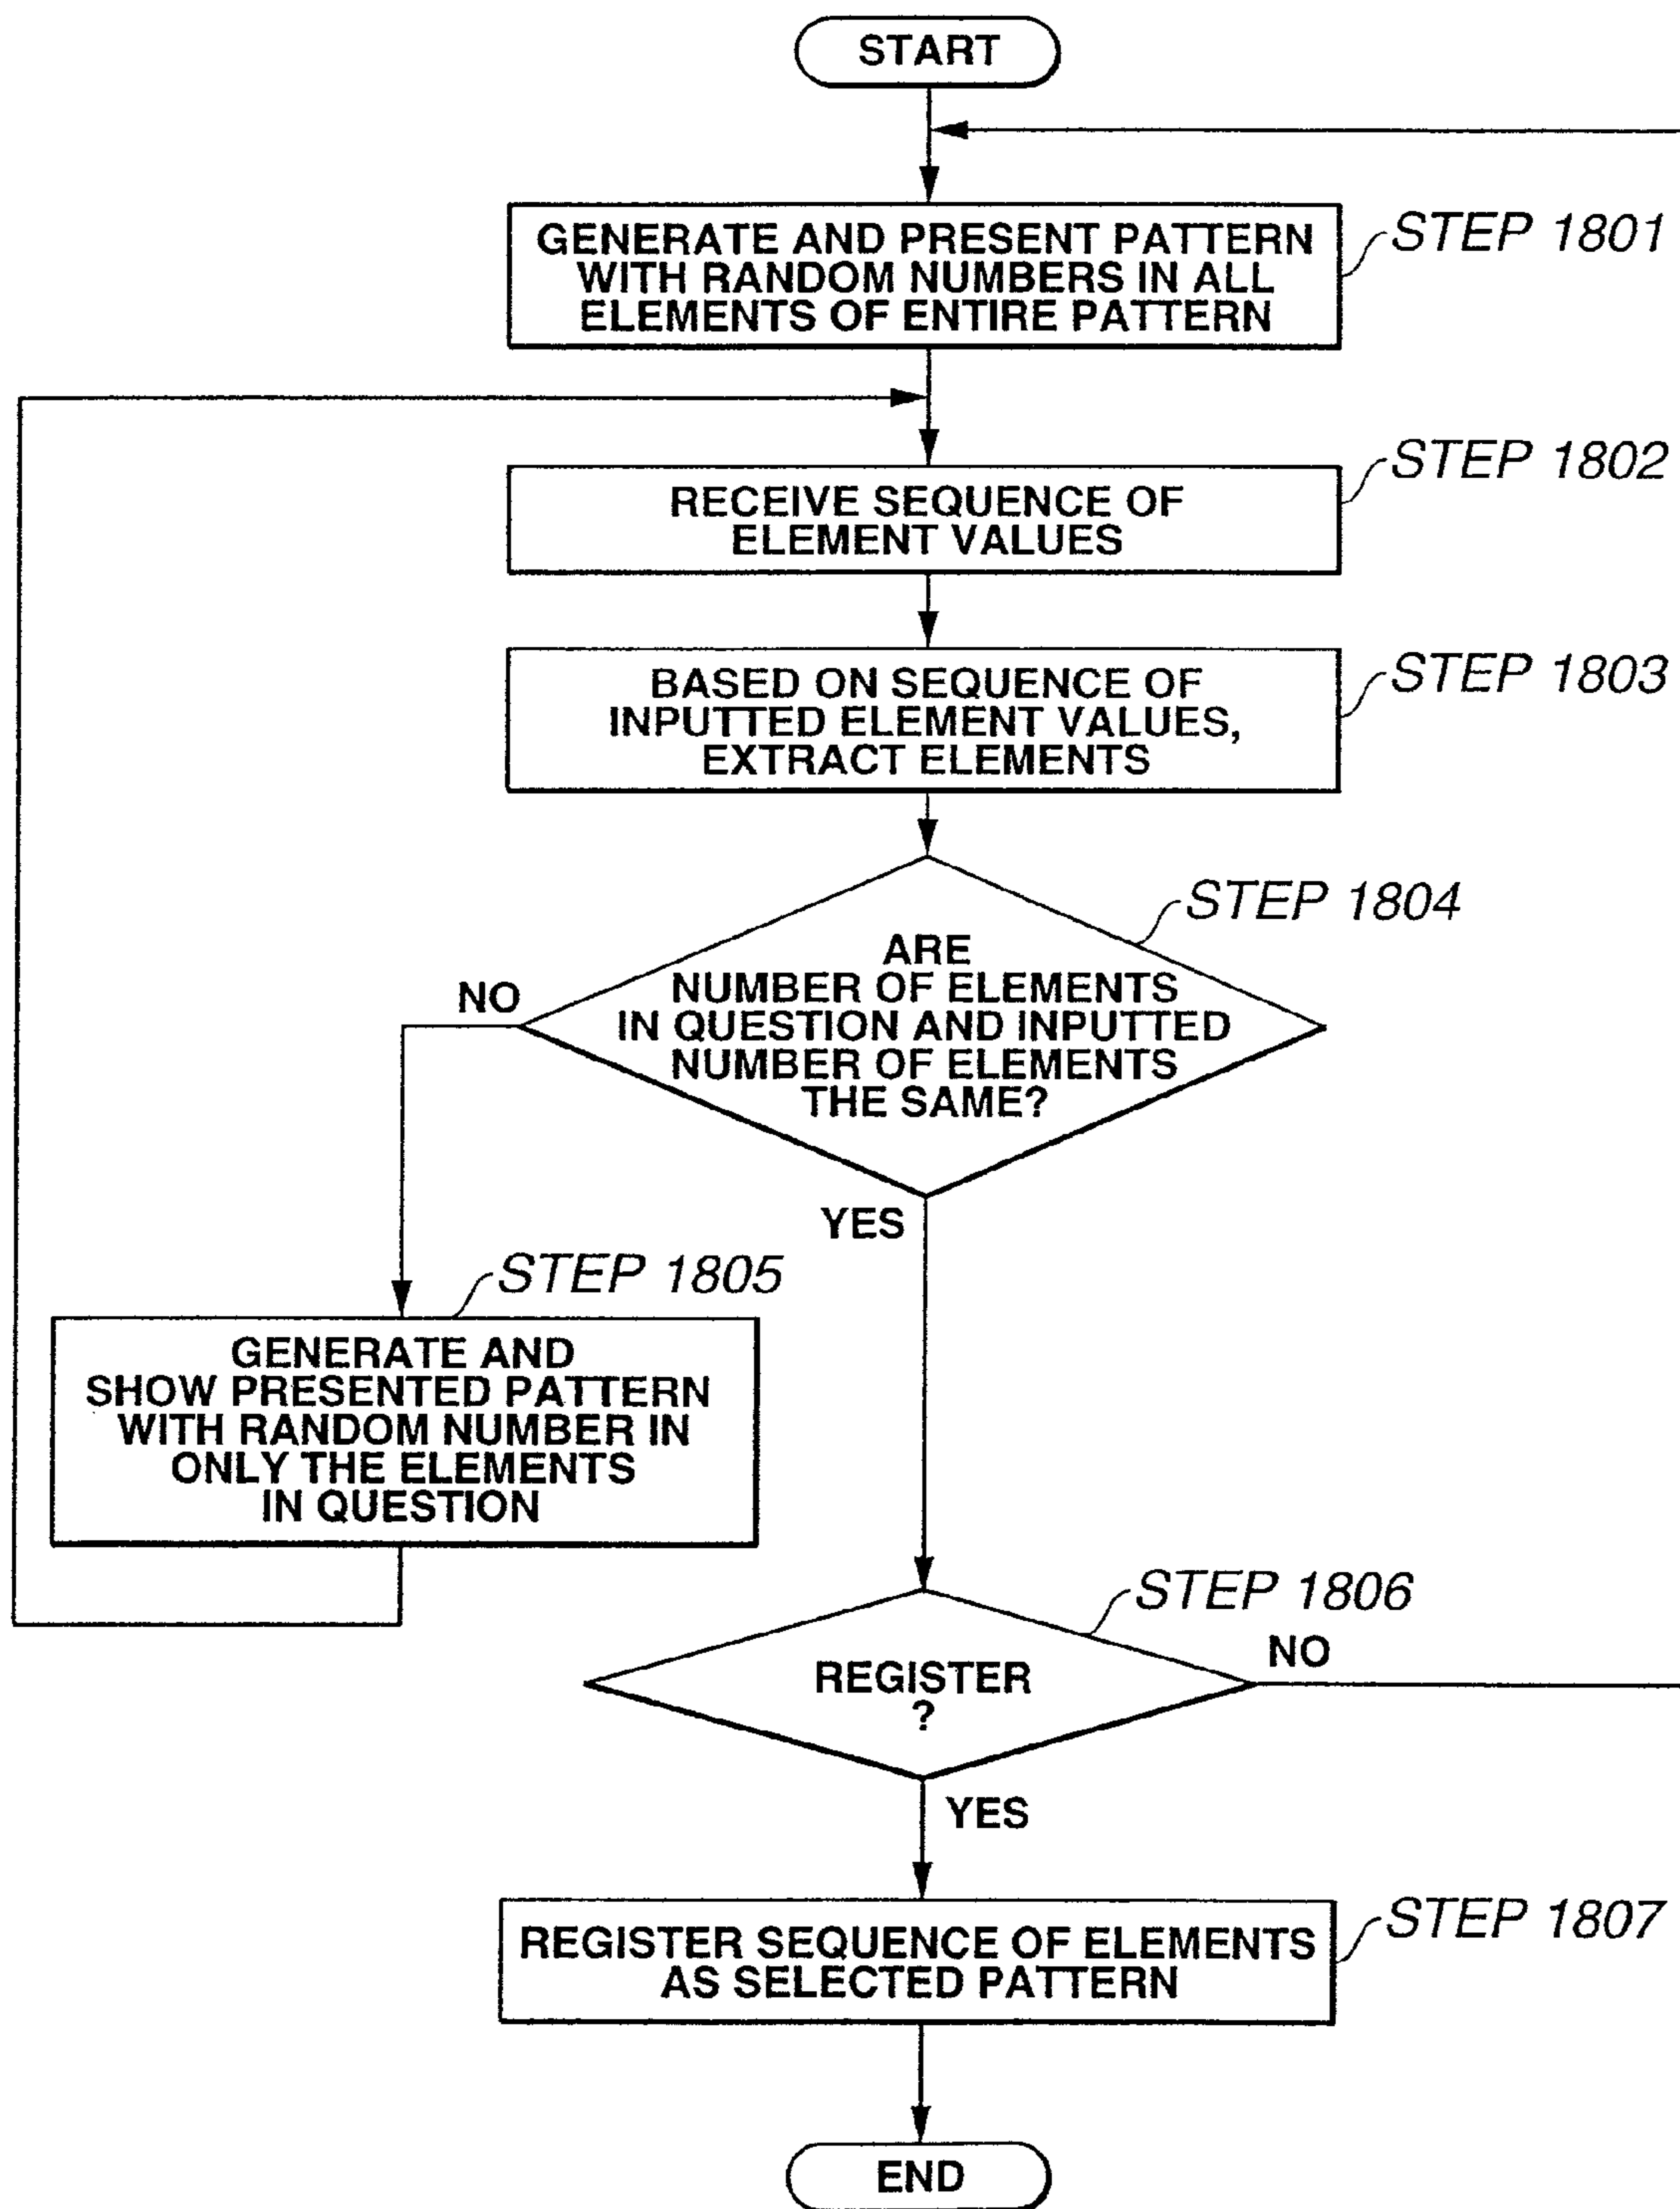 START
GENERATE AND PRESENT PATTERN
WITH RANDOM NUMBERS IN ALL
ELEMENTS OF ENTIRE PATTERN
STEP 1801
RECEIVE SEQUENCE OF
ELEMENT VALUES
STEP 1802
BASED ON SEQUENCE OF
INPUTTED ELEMENT VALUES,
EXTRACT ELEMENTS
STEP 1803
STEP 1804
ARE
NUMBER OF ELEMENTS
IN QUESTION AND INPUTTED
NUMBER OF ELEMENTS
THE SAME?
NO
YES
STEP 1805
GENERATE AND
SHOW PRESENTED PATTERN
WITH RANDOM NUMBER IN
ONLY THE ELEMENTS
IN QUESTION
STEP 1806
REGISTER
?
NO
YES
REGISTER SEQUENCE OF ELEMENTS
AS SELECTED PATTERN
STEP 1807
END